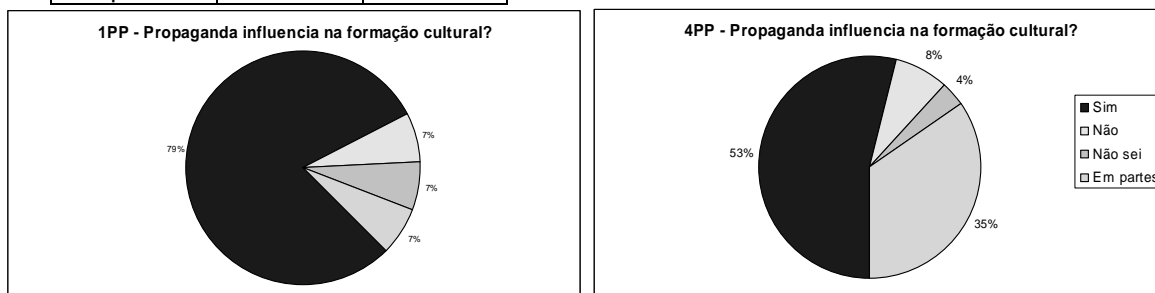 1PP - Propaganda influencia na formação cultural?
79%
7%
7%
7%
4PP - Propaganda influencia na formação cultural?
8%
4%
53%
35%
Sim
Não
Não sei
Em partes